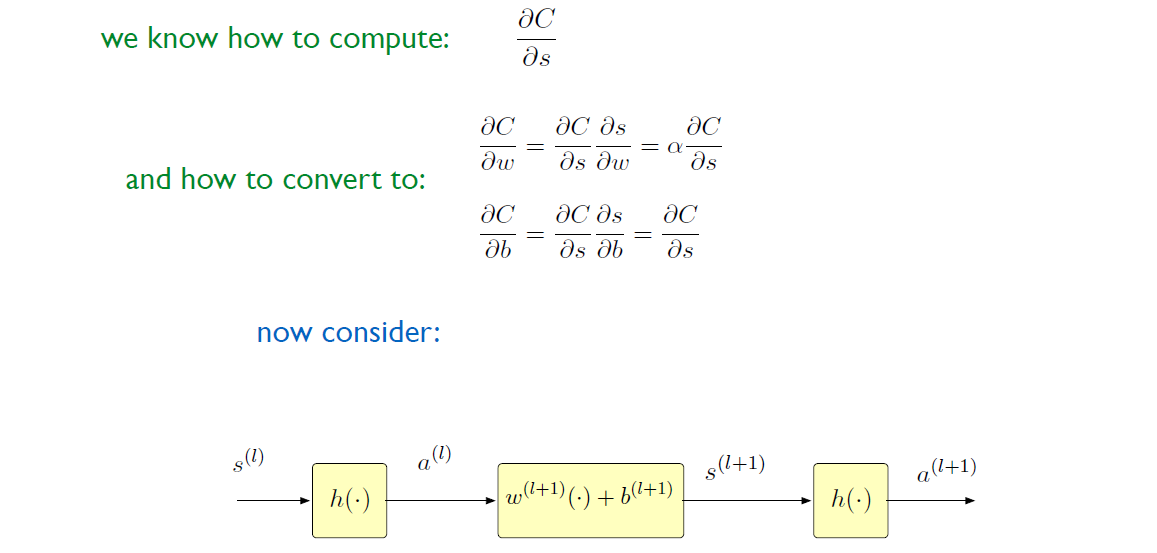 we know how to compute: ∂C/∂s
∂C/∂w = ∂C/∂s ∂s/∂w = α ∂C/∂s
and how to convert to:
∂C/∂b = ∂C/∂s ∂s/∂b = ∂C/∂s
now consider:
s^(l) a^(l) s^(l+1) a^(l+1)
h(·) w^(l+1)(·) + b^(l+1) h(·)